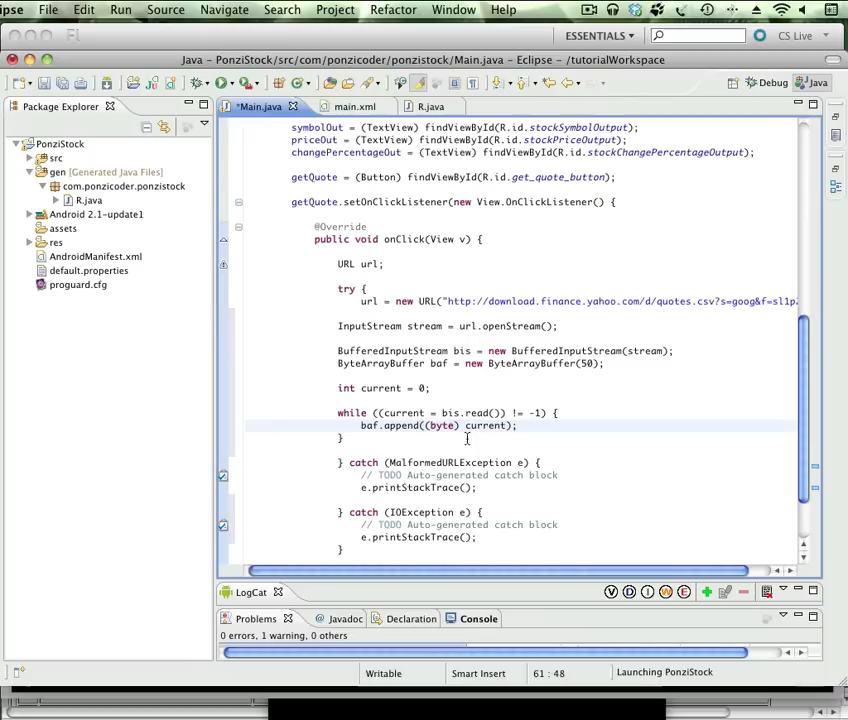 ipse File Edit Run Source Navigate Search Project Refactor Window Help
Fl ESSENTIALS CS Live
Java - PonziStock/src/com/ponzicoder/ponzistock/Main.java - Eclipse - /tutorialWorkspace
Debug Java
Package Explorer
*Main.java main.xml R.java
PonziStock
src
gen [Generated Java Files]
com.ponzicoder.ponzistock
R.java
Android 2.1-update1
assets
res
AndroidManifest.xml
default.properties
proguard.cfg
symbolOut = (TextView) findViewById(R.id.stockSymbolOutput);
priceOut = (TextView) findViewById(R.id.stockPriceOutput);
changePercentageOut = (TextView) findViewById(R.id.stockChangePercentageOutput);
getQuote = (Button) findViewById(R.id.get_quote_button);
getQuote.setOnClickListener(new View.OnClickListener() {
@Override
public void onClick(View v) {
URL url;
try {
url = new URL("http://download.finance.yahoo.com/d/quotes.csv?s=goog&f=sl1p
InputStream stream = url.openStream();
BufferedInputStream bis = new BufferedInputStream(stream);
ByteArrayBuffer baf = new ByteArrayBuffer(50);
int current = 0;
while ((current = bis.read()) != -1) {
baf.append((byte) current);
}
} catch (MalformedURLException e) {
// TODO Auto-generated catch block
e.printStackTrace();
} catch (IOException e) {
// TODO Auto-generated catch block
e.printStackTrace();
}
LogCat
V D I W E
Problems Javadoc Declaration Console
0 errors, 1 warning, 0 others
Writable Smart Insert 61 : 48 Launching PonziStock